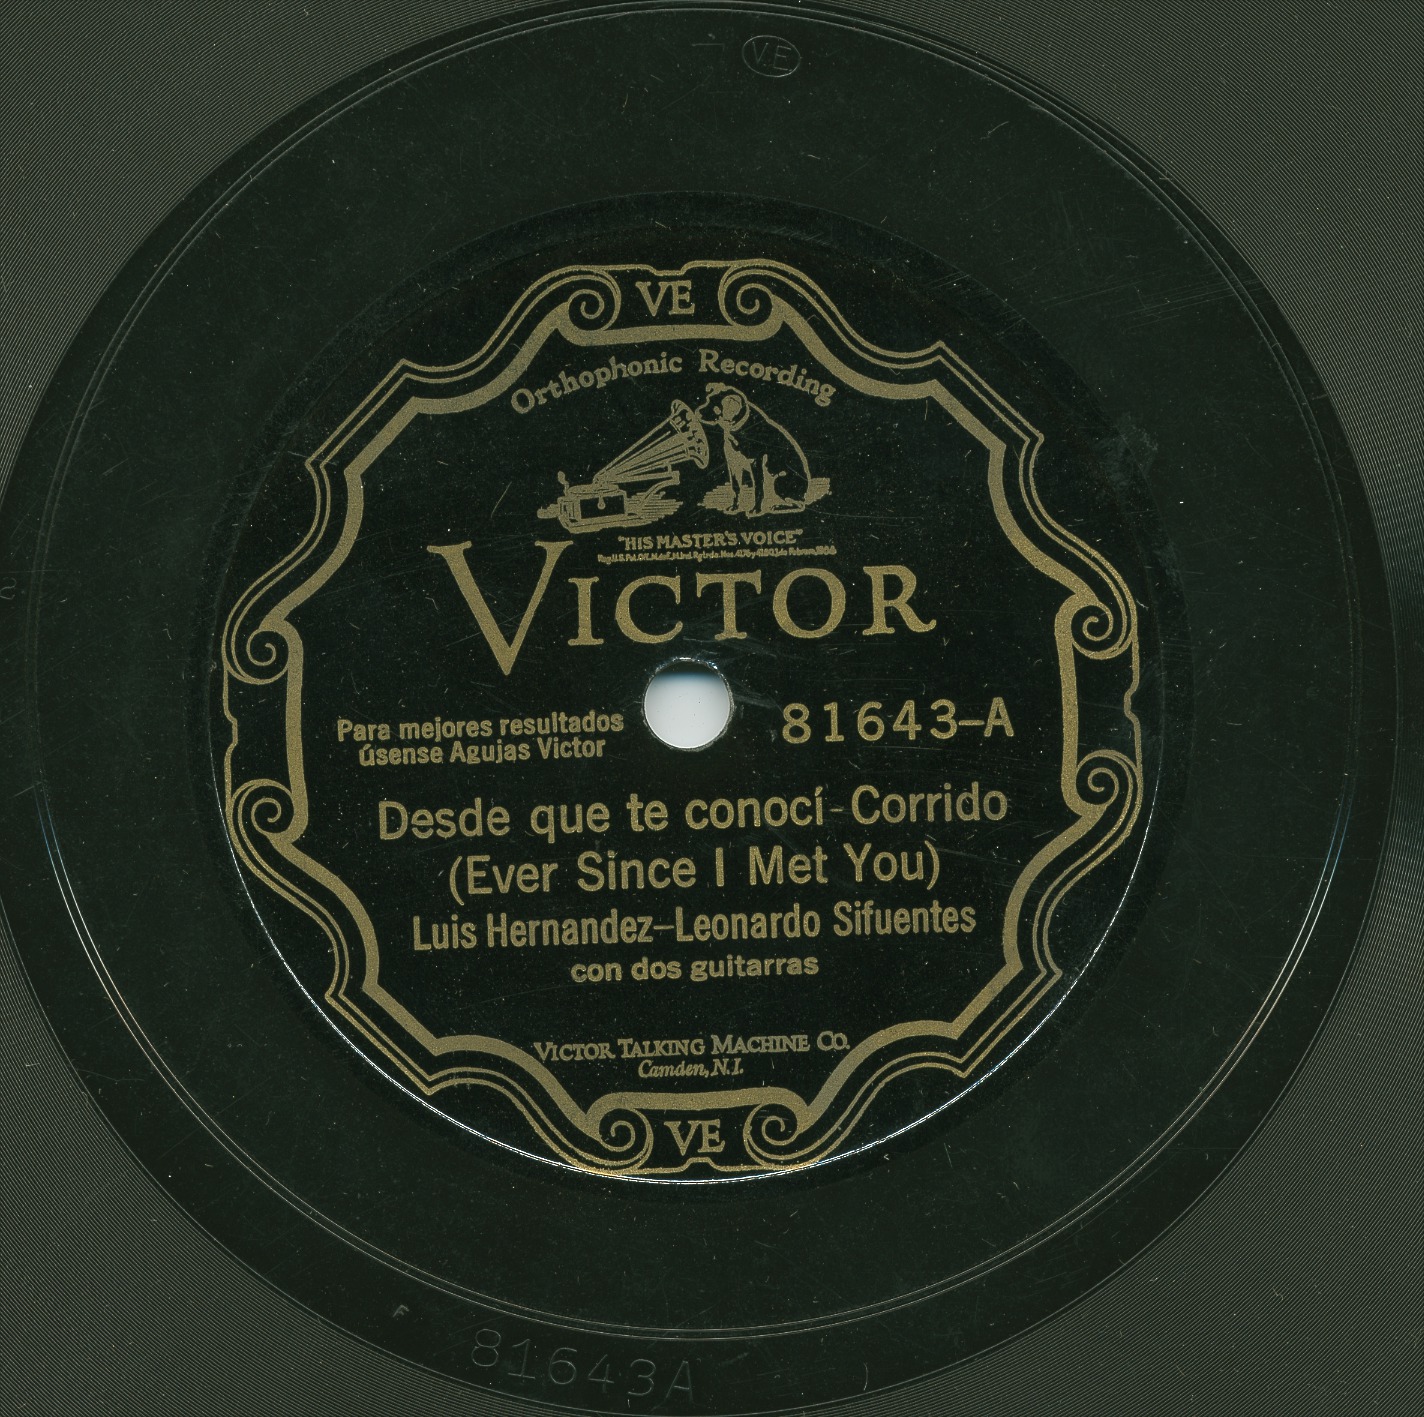 V.E
VE
Orthophonic Recording
"HIS MASTER'S VOICE"
VICTOR
Para mejores resultados
úsense Agujas Victor
81643-A
Desde que te conocí-Corrido
(Ever Since I Met You)
Luis Hernandez-Leonardo Sifuentes
con dos guitarras
VICTOR TALKING MACHINE CO.
Camden, N.J.
VE
81643A